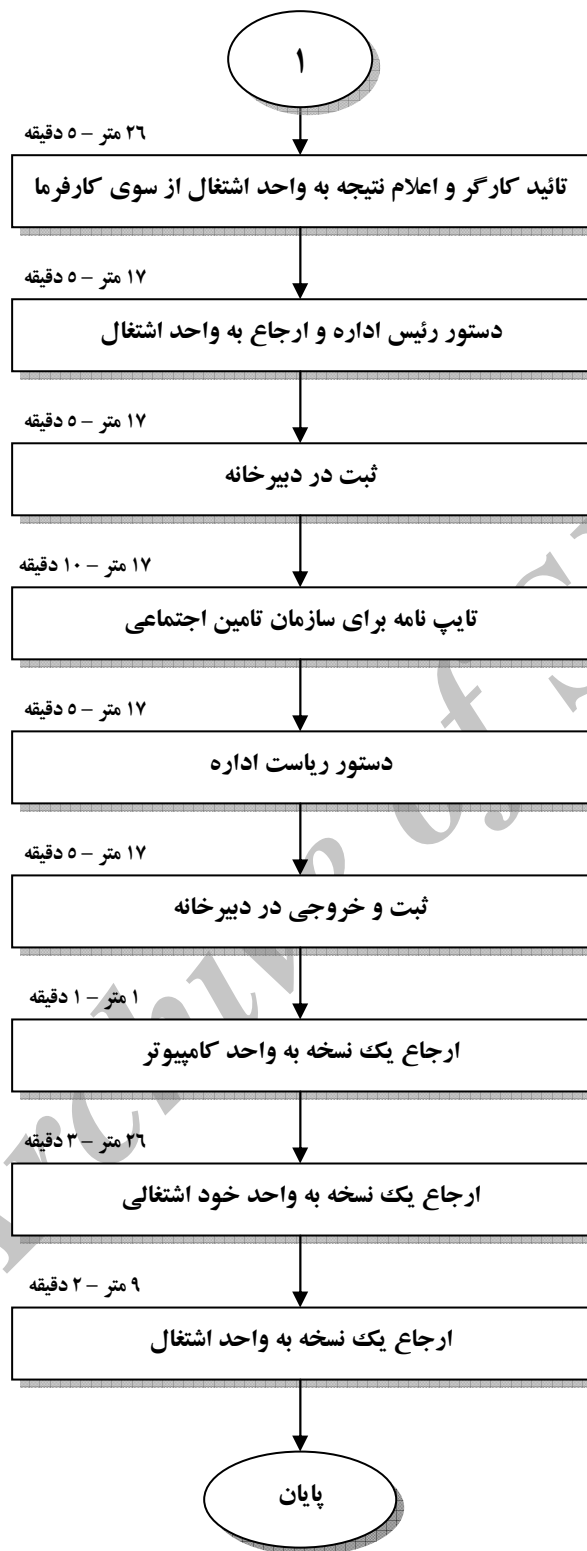 ۱
۲۶ متر – ۵ دقیقه
تائید کارگر و اعلام نتیجه به واحد اشتغال از سوی کارفرما
۱۷ متر – ۵ دقیقه
دستور رئیس اداره و ارجاع به واحد اشتغال
۱۷ متر – ۵ دقیقه
ثبت در دبیرخانه
۱۷ متر – ۱۰ دقیقه
تایپ نامه برای سازمان تامین اجتماعی
۱۷ متر – ۵ دقیقه
دستور ریاست اداره
۱۷ متر – ۵ دقیقه
ثبت و خروجی در دبیرخانه
۱ متر – ۱ دقیقه
ارجاع یک نسخه به واحد کامپیوتر
۲۶ متر – ۳ دقیقه
ارجاع یک نسخه به واحد خود اشتغالی
۹ متر – ۲ دقیقه
ارجاع یک نسخه به واحد اشتغال
پایان